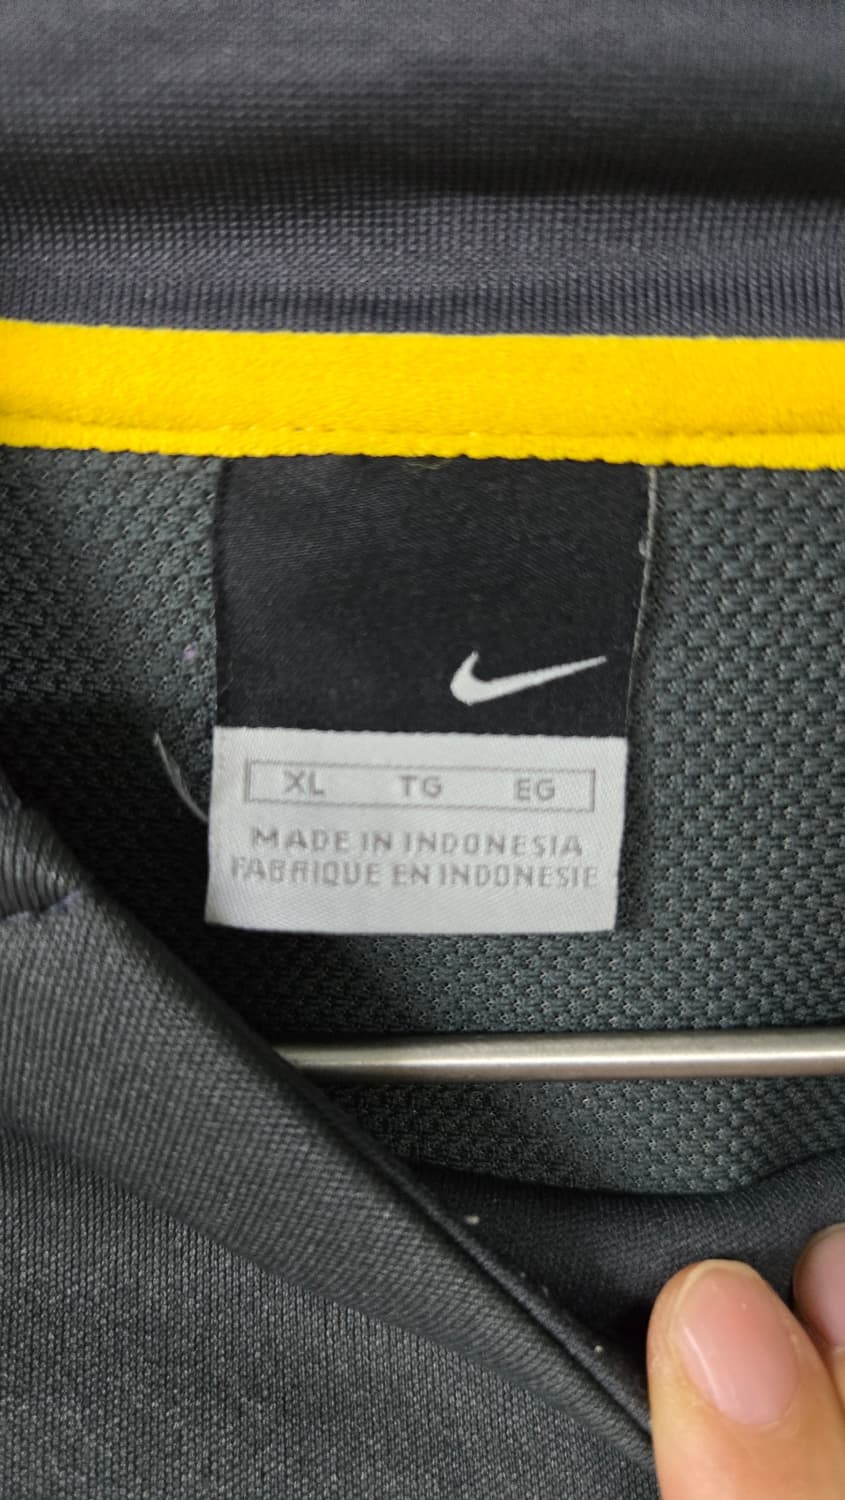 XL TG EG
MADE IN INDONESIA
FABRIQUE EN INDONESIE